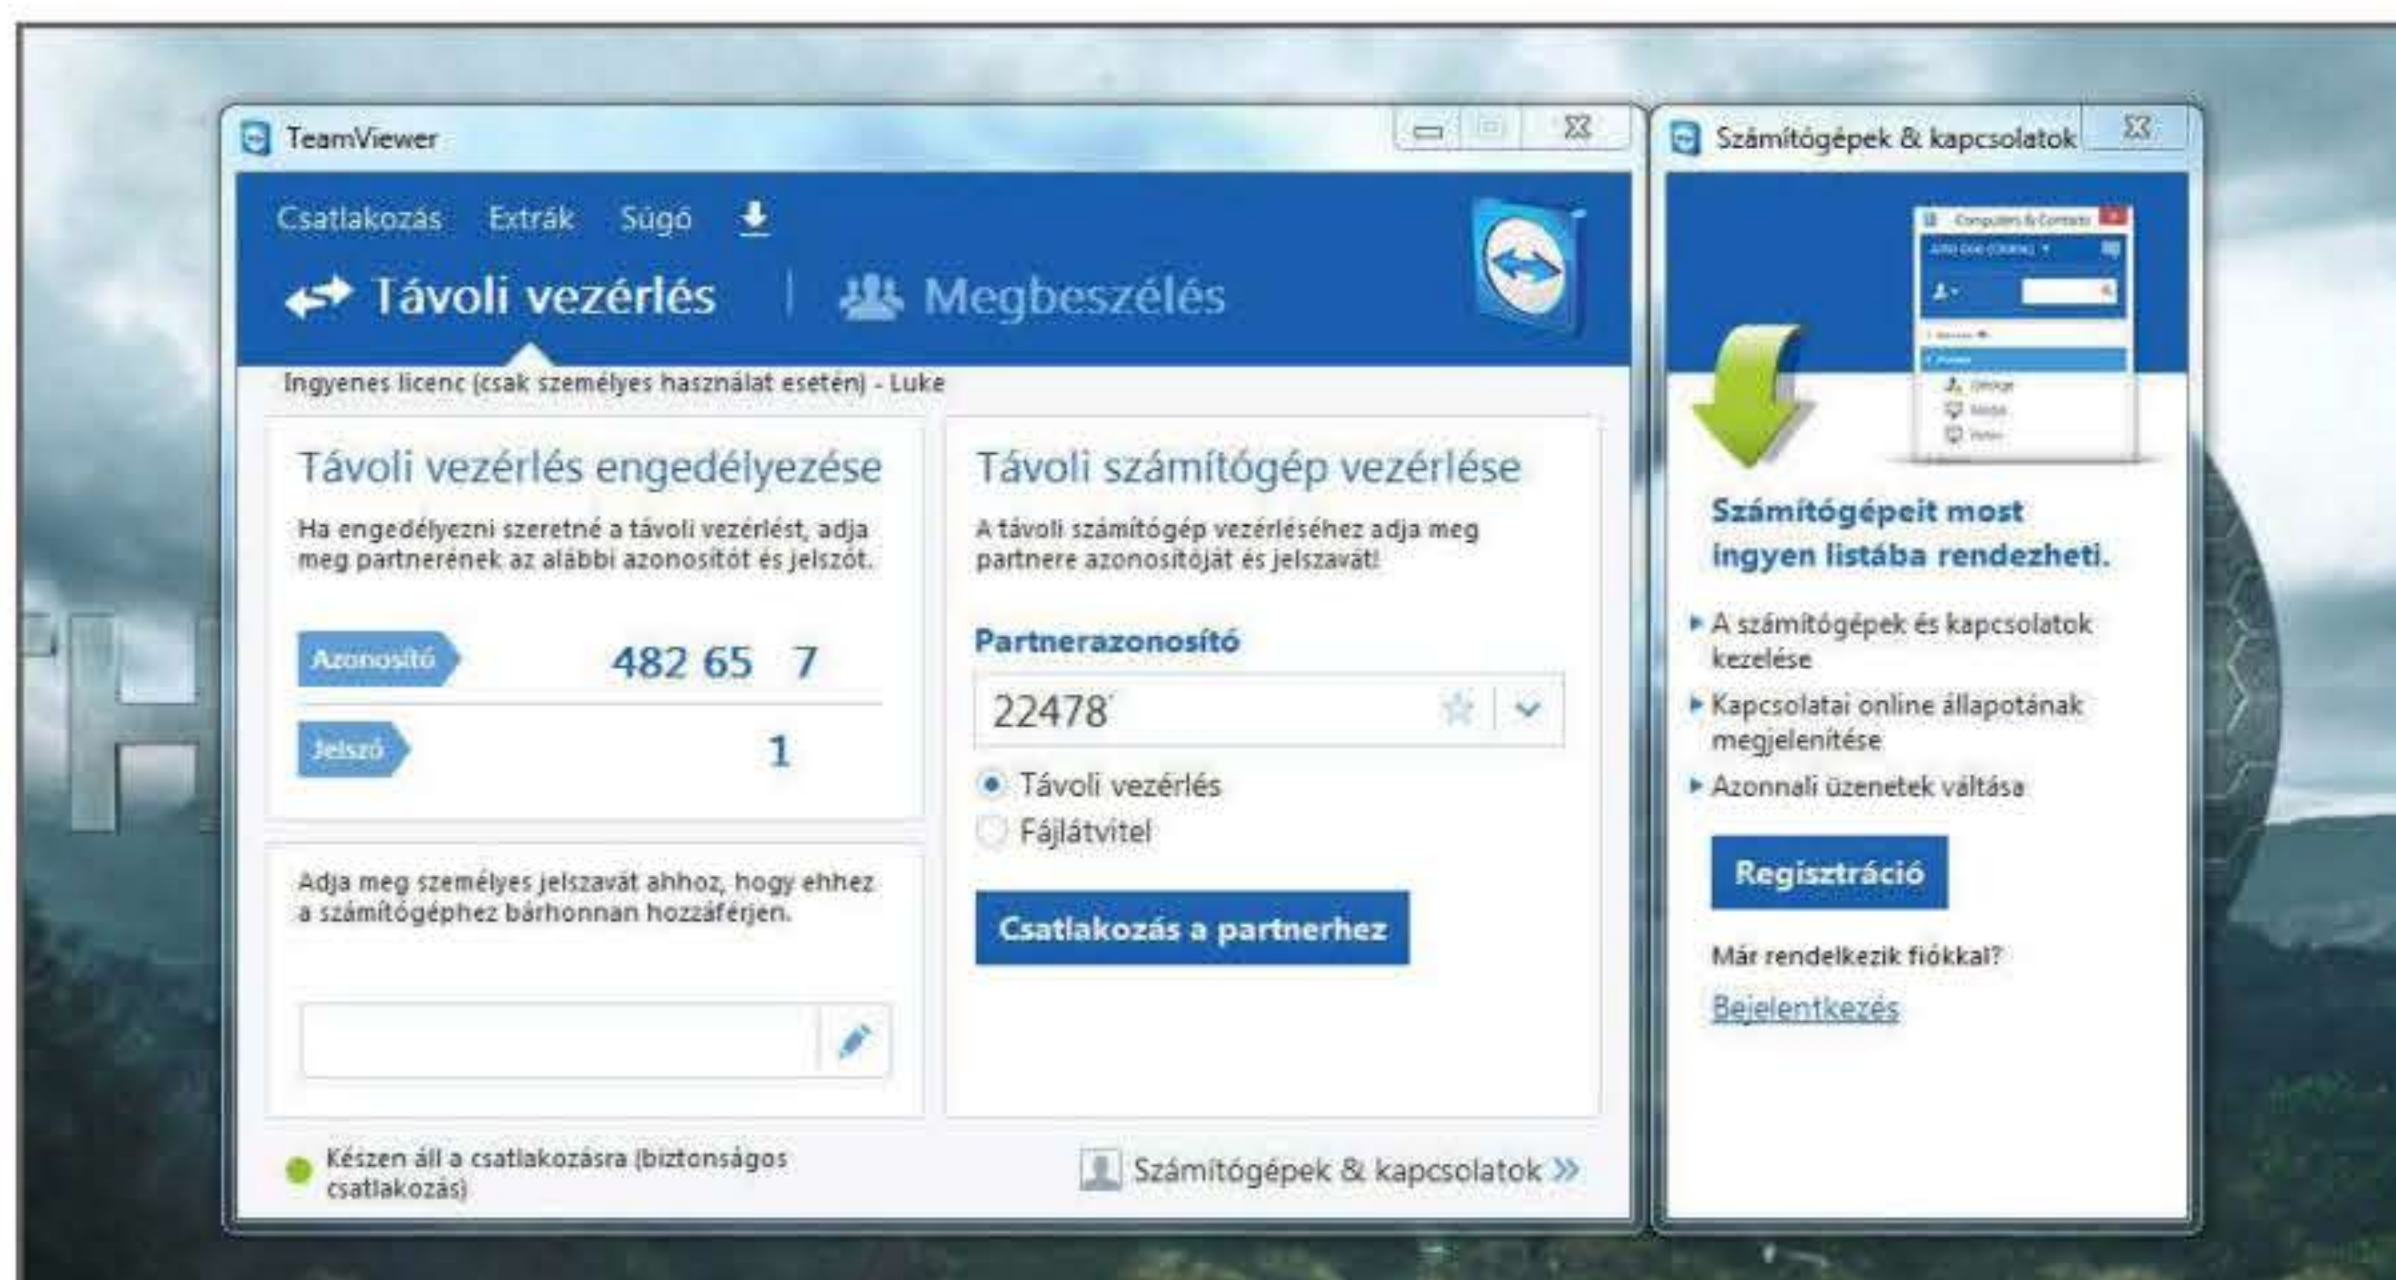 TeamViewer
Csatlakozás Extrák Súgó
Távoli vezérlés
Megbeszélés
Ingyenes licenc (csak személyes használat esetén) - Luke
Távoli vezérlés engedélyezése
Ha engedélyezni szeretné a távoli vezérlést, adja
meg partnerének az alábbi azonosítót és jelszót.
Azonosító 482 65 7
Jelszó 1
Adja meg személyes jelszavát ahhoz, hogy ehhez
a számítógéphez bárhonnan hozzáférjen.
Készen áll a csatlakozásra (biztonságos
csatlakozás)
Távoli számítógép vezérlése
A távoli számítógép vezérléséhez adja meg
partnere azonosítóját és jelszavát!
Partnerazonosító
22478
Távoli vezérlés
Fájlátvitel
Csatlakozás a partnerhez
Számítógépek & kapcsolatok
Számítógépek & kapcsolatok
Computers & Contacts
Számítógépeit most
ingyen listába rendezheti.
A számítógépek és kapcsolatok
kezelése
Kapcsolatai online állapotának
megjelenítése
Azonnali üzenetek váltása
Regisztráció
Már rendelkezik fiókkal?
Bejelentkezés